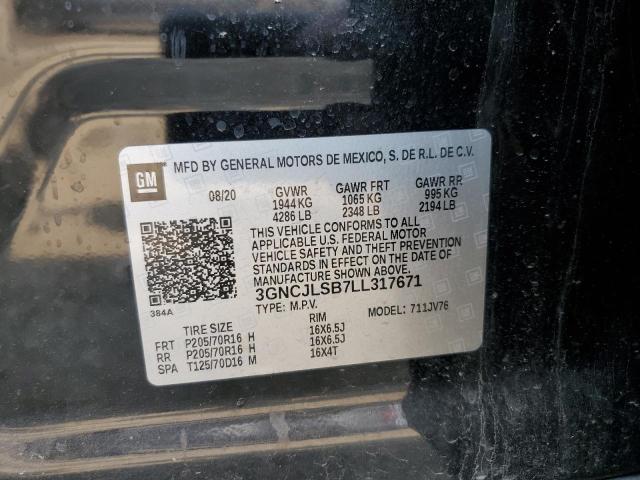 GM
MFD BY GENERAL MOTORS DE MEXICO, S. DE R.L. DE C.V.
08/20 GVWR GAWR FRT GAWR RR
1944 KG 1065 KG 995 KG
4286 LB 2348 LB 2194 LB
THIS VEHICLE CONFORMS TO ALL
APPLICABLE U.S. FEDERAL MOTOR
VEHICLE SAFETY AND THEFT PREVENTION
STANDARDS IN EFFECT ON THE DATE OF
MANUFACTURE SHOWN ABOVE.
3GNCJLSB7LL317671
384A
TYPE: M.P.V. MODEL: 711JV76
TIRE SIZE RIM
FRT P205/70R16 H 16X6.5J
RR P205/70R16 H 16X6.5J
SPA T125/70D16 M 16X4T